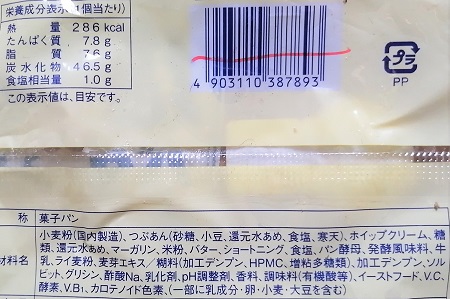 栄養成分表示(1個当たり)
熱 量 286kcal
たんぱく質 7.8g
脂 質 7.6g
炭水化物 46.5g
食塩相当量 1.0g
この表示値は、目安です。
4 903110 387893
プラ
PP
称 菓子パン
小麦粉(国内製造)、つぶあん(砂糖、小豆、還元水あめ、食塩、寒天)、ホイップクリーム、糖
類、還元水あめ、マーガリン、米粉、バター、ショートニング、食塩、パン酵母、発酵風味料、牛
材料名 乳、ライ麦粉、麦芽エキス/糊料(加工デンプン、HPMC、増粘多糖類)、加工デンプン、ソル
ビット、グリシン、酢酸Na、乳化剤、pH調整剤、香料、調味料(有機酸等)、イーストフード、V.C、
酵素、V.B1、カロテノイド色素、(一部に乳成分・卵・小麦・大豆を含む)